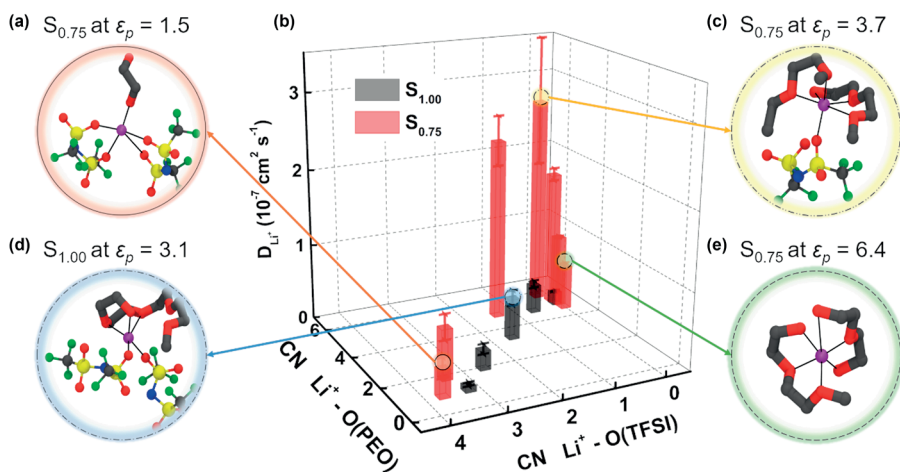 (a)
S₀.₇₅ at εₚ = 1.5
(b)
S₁.₀₀
S₀.₇₅
D_Li⁺ (10⁻⁷ cm² s⁻¹)
3
2
1
0
6
4
2
0
CN Li⁺ - O(PEO)
4
3
2
1
0
CN Li⁺ - O(TFSI)
(c)
S₀.₇₅ at εₚ = 3.7
(d)
S₁.₀₀ at εₚ = 3.1
(e)
S₀.₇₅ at εₚ = 6.4